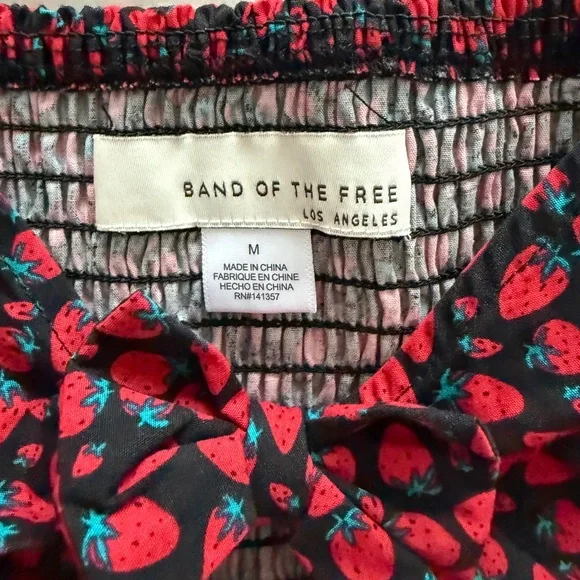 BAND OF THE FREE
LOS ANGELES
M
MADE IN CHINA
FABRIQUE EN CHINE
HECHO EN CHINA
RN#141357